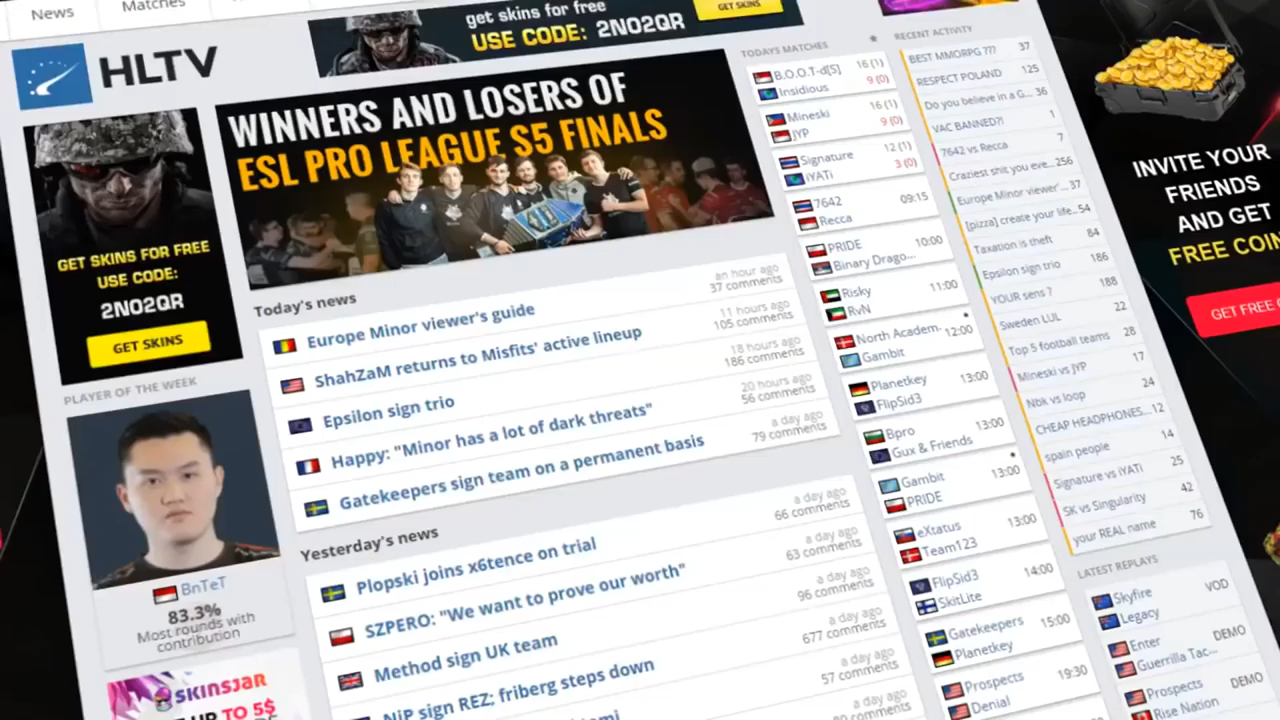 News
Matches
get skins for free
USE CODE: 2NO2QR
GET SKINS
HLTV
GET SKINS FOR FREE
USE CODE:
2NO2QR
GET SKINS
PLAYER OF THE WEEK
BnTeT
83.3%
Most rounds with
contribution
SKINSJAR
UP TO 5$
WINNERS AND LOSERS OF
ESL PRO LEAGUE S5 FINALS
Today's news
Europe Minor viewer's guide
an hour ago
37 comments
ShahZaM returns to Misfits' active lineup
11 hours ago
105 comments
Epsilon sign trio
18 hours ago
186 comments
Happy: "Minor has a lot of dark threats"
20 hours ago
56 comments
Gatekeepers sign team on a permanent basis
a day ago
79 comments
Yesterday's news
Plopski joins x6tence on trial
a day ago
66 comments
SZPERO: "We want to prove our worth"
a day ago
63 comments
Method sign UK team
a day ago
96 comments
NiP sign REZ; friberg steps down
a day ago
677 comments
a day ago
57 comments
a day ago
TODAYS MATCHES
B.O.O.T-d[S] 16 (1)
Insidious 9 (0)
Mineski 16 (1)
JYP 9 (0)
Signature 12 (1)
iYATi 3 (0)
7642
Recca
09:15
PRIDE
Binary Drago...
10:00
Risky
RvN
11:00
North Academ.
Gambit
12:00
Planetkey
FlipSid3
13:00
Bpro
Gux & Friends
13:00
Gambit
PRIDE
13:00
eXtatus
Team123
13:00
FlipSid3
SkitLite
14:00
Gatekeepers
Planetkey
15:00
Prospects
Denial
19:30
RECENT ACTIVITY
BEST MMORPG ??? 37
RESPECT POLAND 125
Do you believe in a G... 36
VAC BANNED?! 1
7642 vs Recca 7
Craziest shit you eve... 256
Europe Minor viewer'... 37
[pizza] create your life... 54
Taxation is theft 84
Epsilon sign trio 186
YOUR sens ? 188
Sweden LUL 22
Top 5 football teams 28
Mineski vs JYP 17
Nbk vs loop 24
CHEAP HEADPHONES... 12
spain people 14
Signature vs iYATi 25
SK vs Singularity 42
your REAL name 76
LATEST REPLAYS
Skyfire
Legacy
VOD
Enter
Guerrilla Tac...
DEMO
Prospects
Rise Nation
DEMO
INVITE YOUR
FRIENDS
AND GET
FREE COIN
GET FREE